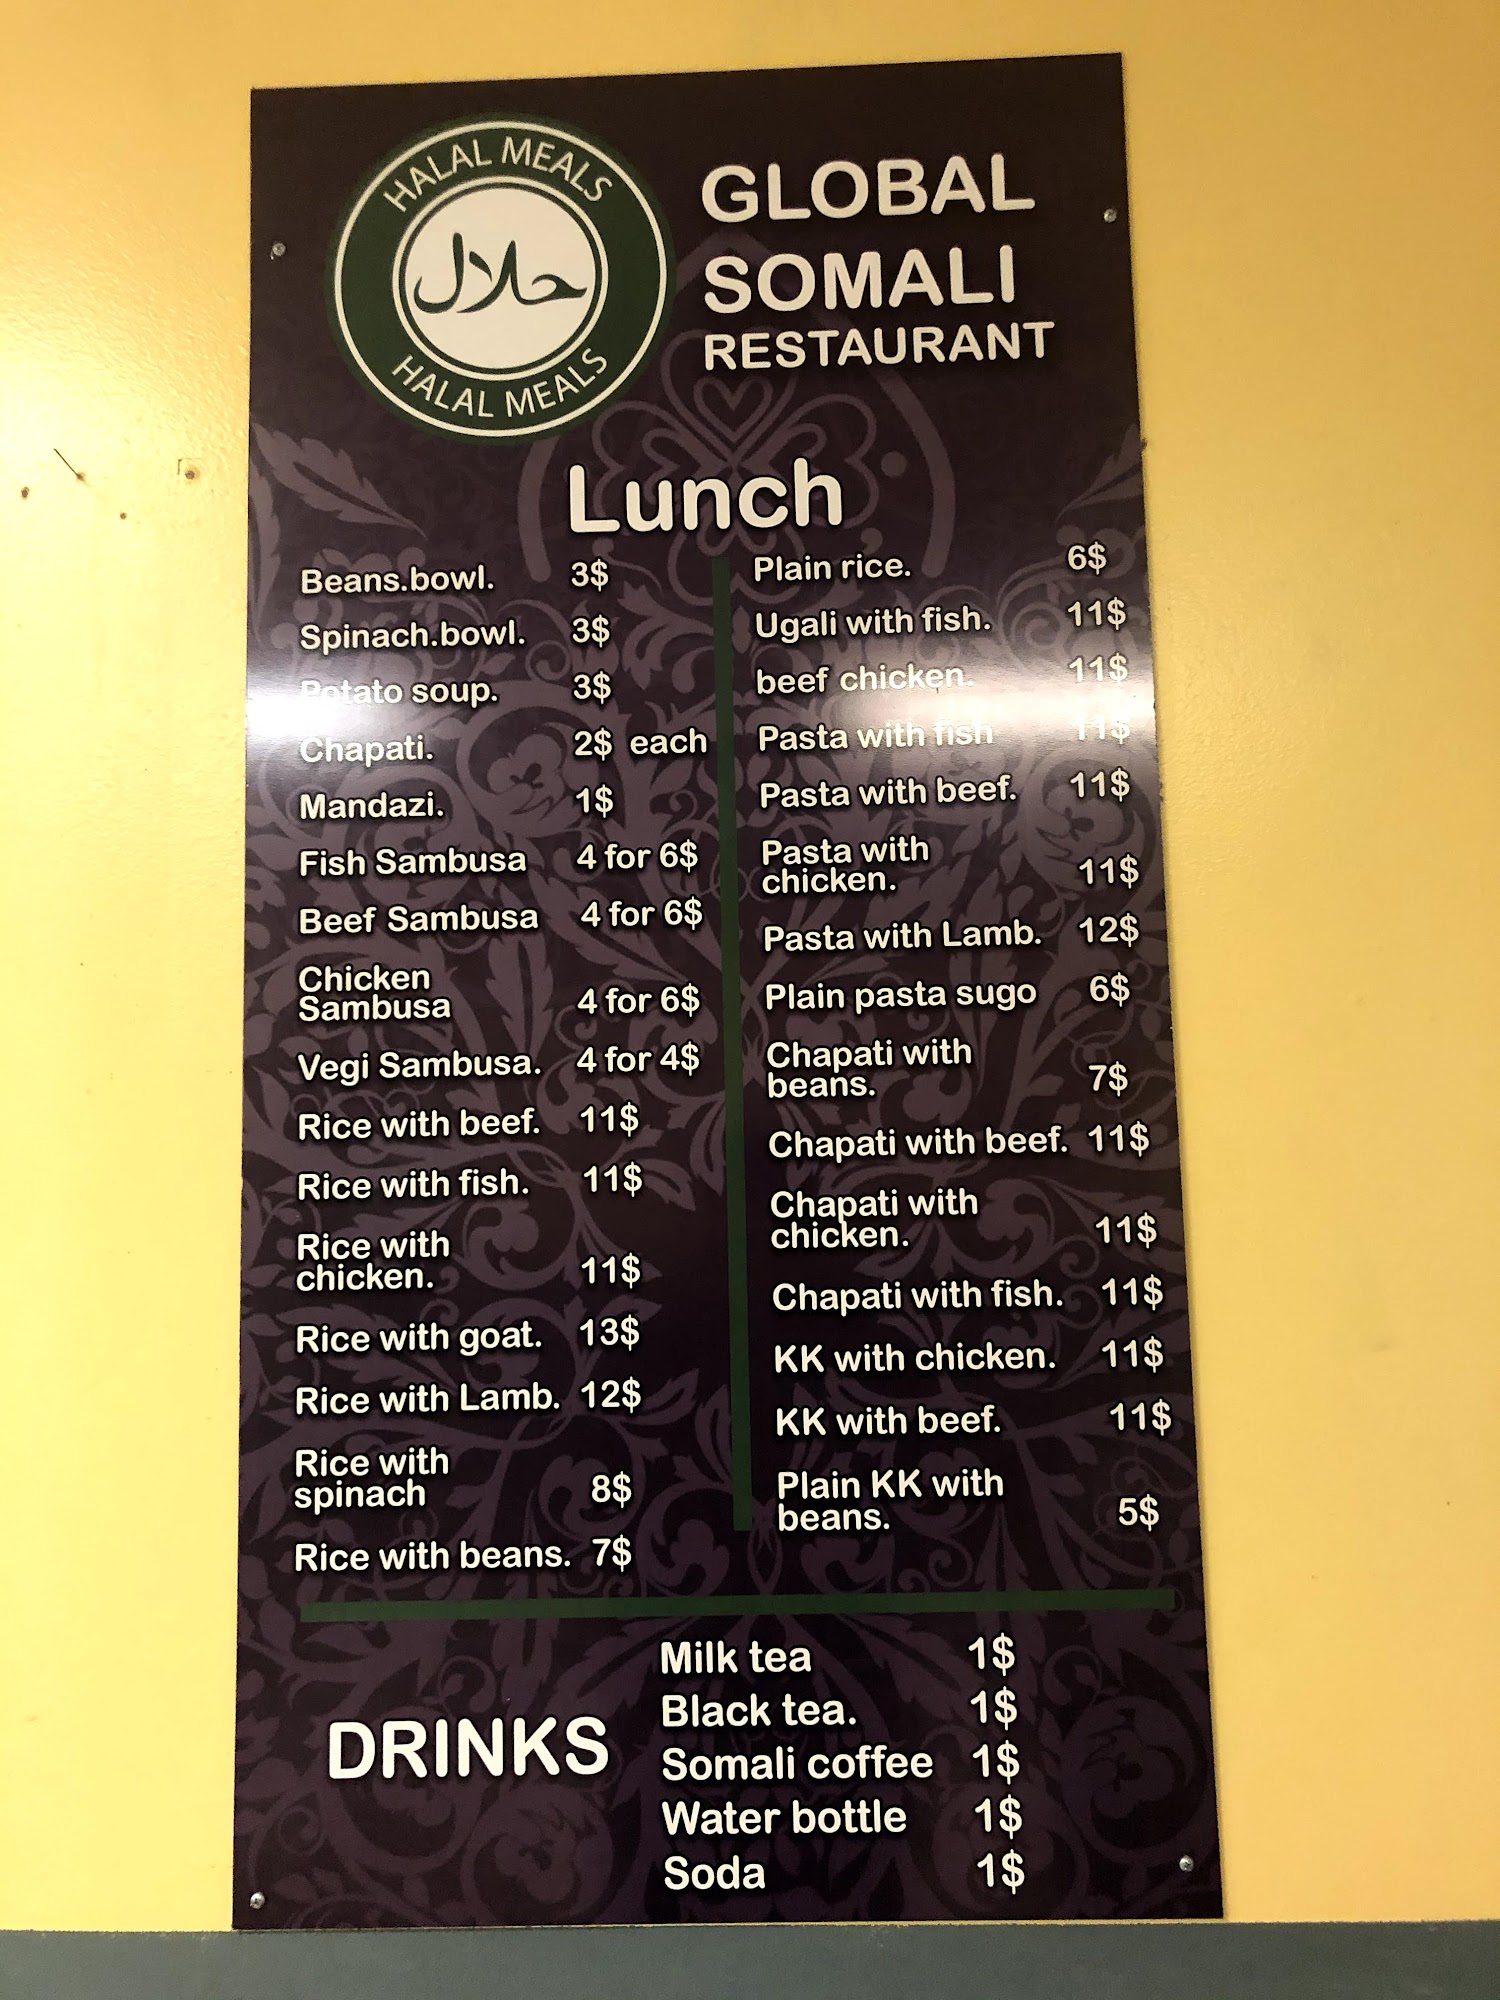 HALAL MEALS
حلال
HALAL MEALS
GLOBAL
SOMALI
RESTAURANT
Lunch
Beans.bowl. 3$
Spinach.bowl. 3$
Potato soup. 3$
Chapati. 2$ each
Mandazi. 1$
Fish Sambusa 4 for 6$
Beef Sambusa 4 for 6$
Chicken
Sambusa 4 for 6$
Vegi Sambusa. 4 for 4$
Rice with beef. 11$
Rice with fish. 11$
Rice with
chicken. 11$
Rice with goat. 13$
Rice with Lamb. 12$
Rice with
spinach 8$
Rice with beans. 7$
Plain rice. 6$
Ugali with fish. 11$
beef chicken. 11$
Pasta with fish 11$
Pasta with beef. 11$
Pasta with
chicken. 11$
Pasta with Lamb. 12$
Plain pasta sugo 6$
Chapati with
beans. 7$
Chapati with beef. 11$
Chapati with
chicken. 11$
Chapati with fish. 11$
KK with chicken. 11$
KK with beef. 11$
Plain KK with
beans. 5$
DRINKS
Milk tea 1$
Black tea. 1$
Somali coffee 1$
Water bottle 1$
Soda 1$